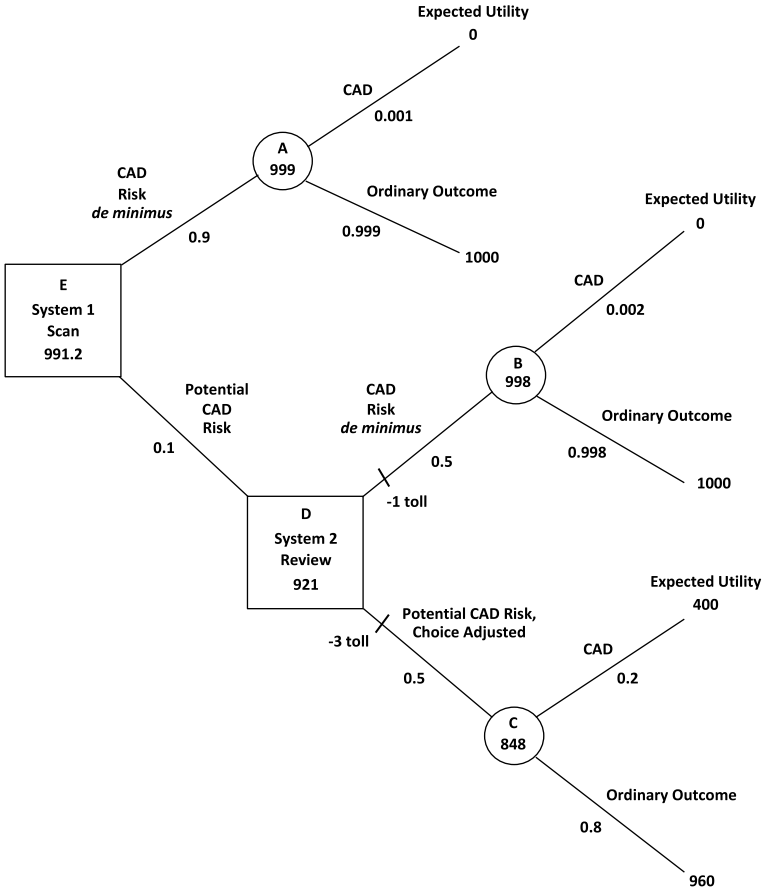 Expected Utility
0
CAD
0.001
A
999
Ordinary Outcome
0.999
1000
CAD
Risk
de minimus
0.9
E
System 1
Scan
991.2
Potential
CAD
Risk
0.1
Expected Utility
0
CAD
0.002
B
998
Ordinary Outcome
0.998
1000
CAD
Risk
de minimus
0.5
-1 toll
D
System 2
Review
921
-3 toll
Potential CAD Risk,
Choice Adjusted
0.5
Expected Utility
400
CAD
0.2
C
848
Ordinary Outcome
0.8
960